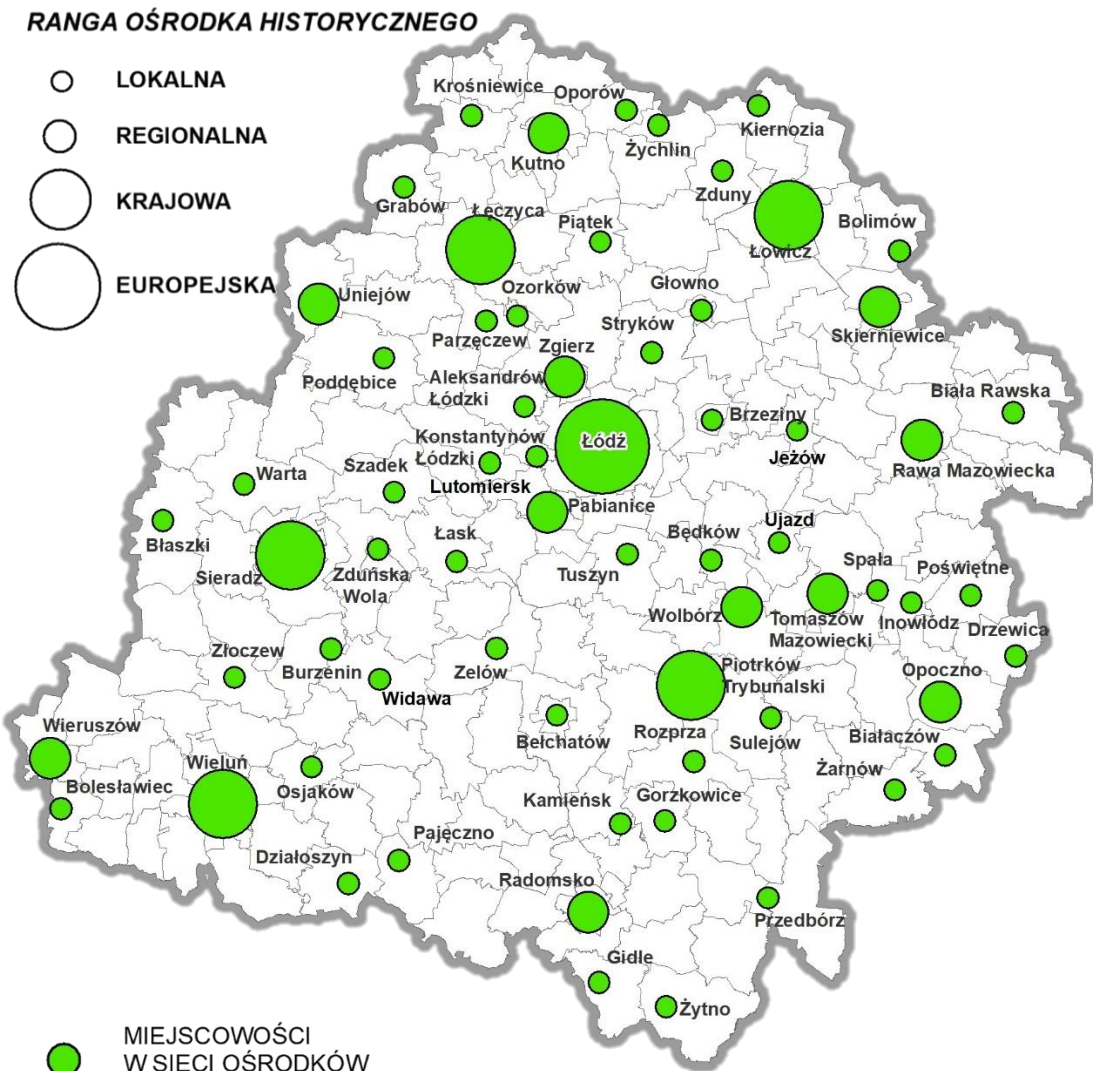 RANGA OŚRODKA HISTORYCZNEGO
LOKALNA
REGIONALNA
KRAJOWA
EUROPEJSKA
Krośniewice
Oporów
Kiernozia
Żychlin
Kutno
Zduny
Grabów
Łęczyca
Piątek
Bolimów
Łowicz
Ozorków
Głowno
Uniejów
Stryków
Skierniewice
Parzęczew
Zgierz
Poddębice
Aleksandrów
Łódzki
Biała Rawska
Brzeziny
Konstantynów
Łódzki
Łódź
Jeżów
Rawa Mazowiecka
Warta
Szadek
Lutomiersk
Pabianice
Ujazd
Błaszki
Łask
Będków
Spała
Poświętne
Sieradz
Zduńska
Wola
Tuszyn
Wolbórz
Tomaszów
Mazowiecki
Inowłódz
Drzewica
Złoczew
Burzenin
Zelów
Piotrków
Trybunalski
Opoczno
Widawa
Wieruszów
Bełchatów
Rozprza
Sulejów
Białaczów
Wieluń
Bolesławiec
Osjaków
Żarnów
Kamieńsk
Gorzkowice
Pajęczno
Działoszyn
Radomsko
Przedbórz
Gidle
Żytno
MIEJSCOWOŚCI
W SIECI OŚRODKÓW